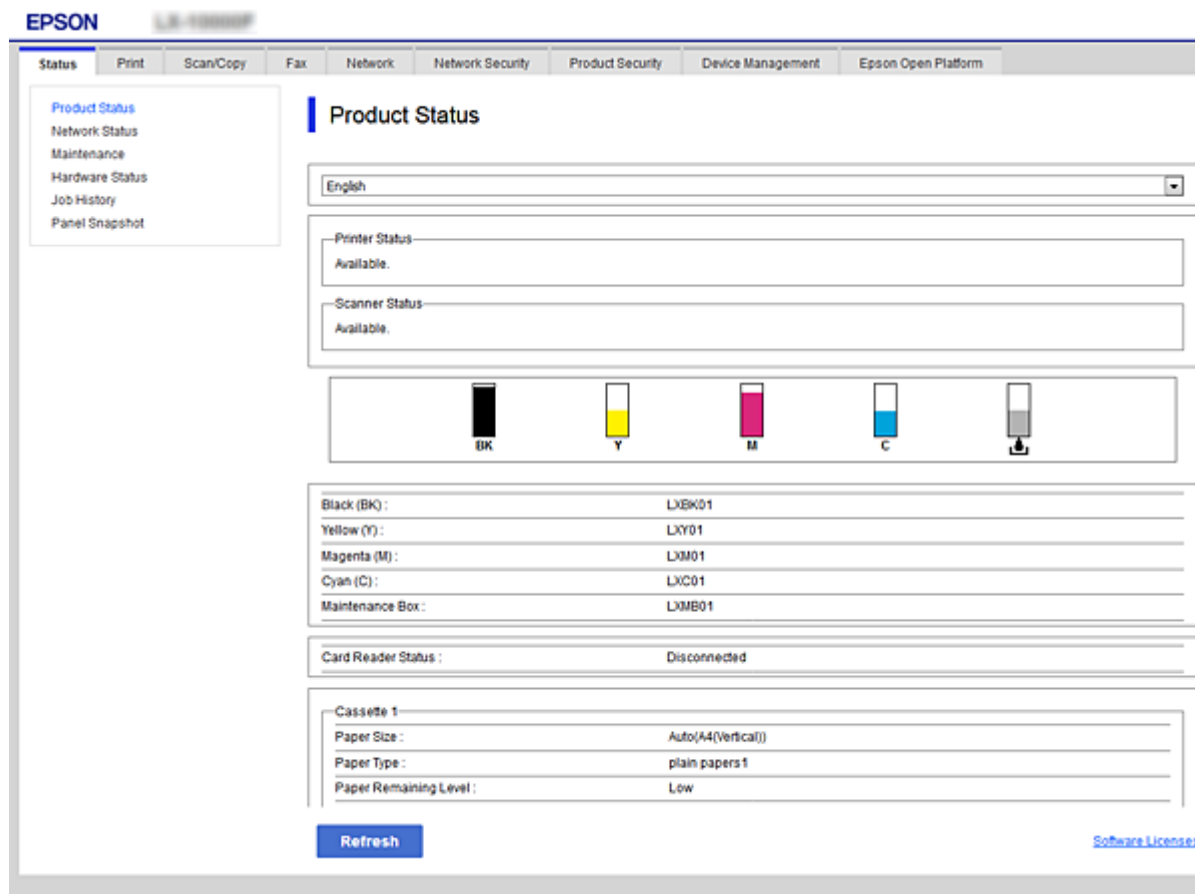 EPSON
Status Print Scan/Copy Fax Network Network Security Product Security Device Management Epson Open Platform
Product Status
Network Status
Maintenance
Hardware Status
Job History
Panel Snapshot
Product Status
English
Printer Status
Available.
Scanner Status
Available.
BK Y M C
Black (BK) : LXBK01
Yellow (Y) : LXY01
Magenta (M) : LXM01
Cyan (C) : LXC01
Maintenance Box : LXMB01
Card Reader Status : Disconnected
Cassette 1
Paper Size : Auto(A4(Vertical))
Paper Type : plain papers1
Paper Remaining Level : Low
Refresh
Software Licenses